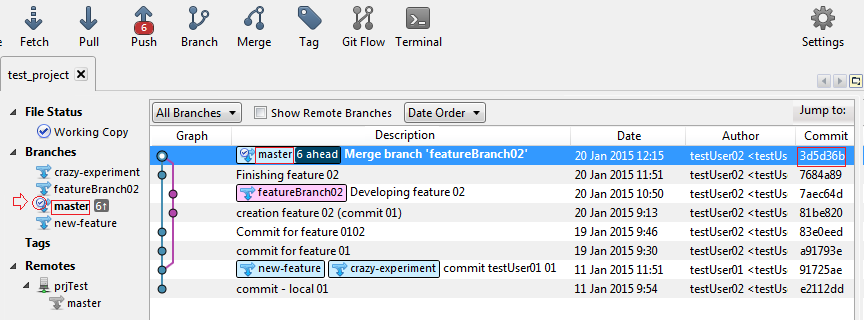 Fetch Pull Push Branch Merge Tag Git Flow Terminal Settings
6
test_project
File Status
Working Copy
Branches
crazy-experiment
featureBranch02
master 6↑
new-feature
Tags
Remotes
prjTest
master
All Branches Show Remote Branches Date Order Jump to:
Graph Description Date Author Commit
master 6 ahead Merge branch 'featureBranch02' 20 Jan 2015 12:15 testUser02 <testUs 3d5d36b
Finishing feature 02 20 Jan 2015 11:51 testUser02 <testUs 7684a89
featureBranch02 Developing feature 02 20 Jan 2015 10:50 testUser02 <testUs 7aec64d
creation feature 02 (commit 01) 20 Jan 2015 9:13 testUser02 <testUs 81be820
Commit for feature 0102 19 Jan 2015 9:46 testUser02 <testUs 83e0eed
commit for feature 01 19 Jan 2015 9:30 testUser02 <testUs a91793e
new-feature crazy-experiment commit testUser01 01 11 Jan 2015 11:51 testUser01 <testUs 91725ae
commit - local 01 11 Jan 2015 9:54 testUser02 <testUs e2112dd